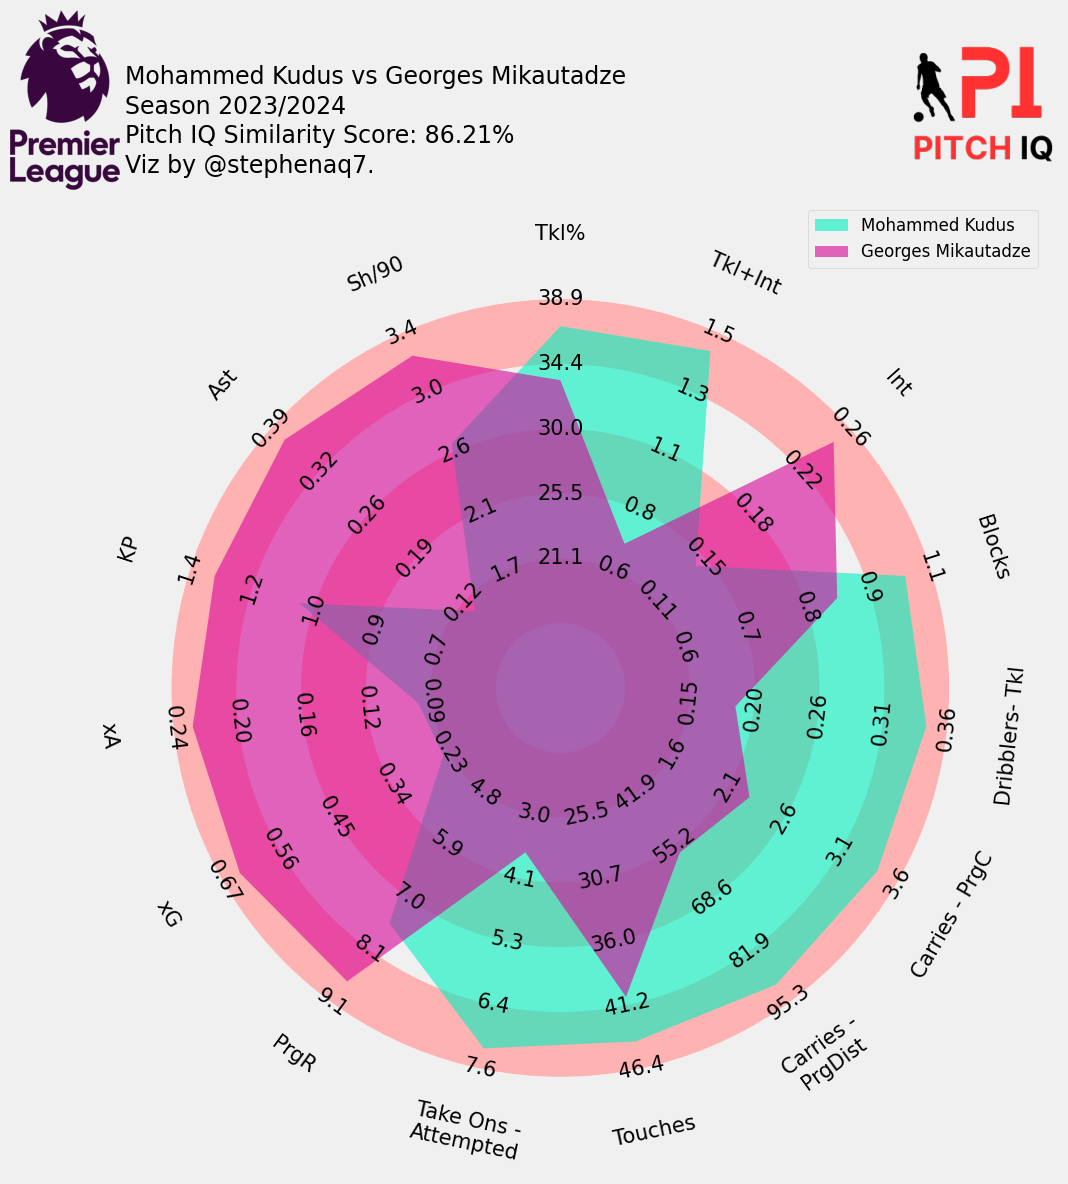 Mohammed Kudus vs Georges Mikautadze
Season 2023/2024
Pitch IQ Similarity Score: 86.21%
Viz by @stephenaq7.
Premier
League
PI
PITCH IQ
Mohammed Kudus
Georges Mikautadze
Tkl%
38.9
34.4
30.0
25.5
21.1
Tkl+Int
1.5
1.3
1.1
0.8
0.6
Int
0.26
0.22
0.18
0.15
0.11
Blocks
1.1
0.9
0.8
0.7
0.6
Dribblers- Tkl
0.36
0.31
0.26
0.20
0.15
Carries - PrgC
3.6
3.1
2.6
2.1
1.6
Carries -
PrgDist
95.3
81.9
68.6
55.2
41.9
Touches
46.4
41.2
36.0
30.7
25.5
Take Ons -
Attempted
7.6
6.4
5.3
4.1
3.0
PrgR
9.1
8.1
7.0
5.9
4.8
xG
0.67
0.56
0.45
0.34
0.23
xA
0.24
0.20
0.16
0.12
0.09
KP
1.4
1.2
1.0
0.9
0.7
Ast
0.39
0.32
0.26
0.19
0.12
Sh/90
3.4
3.0
2.6
2.1
1.7